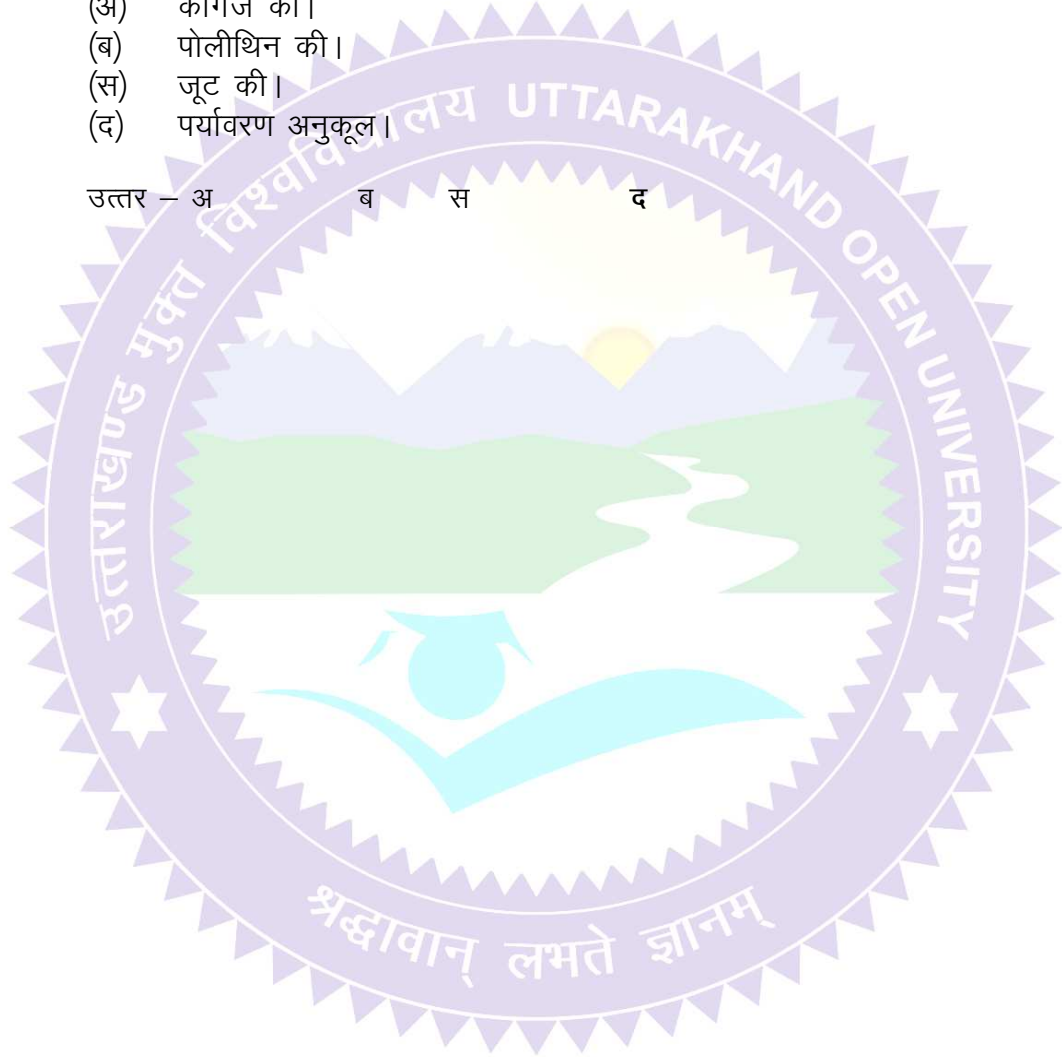 (अ) कागज की।
(ब) पोलीथिन की।
(स) जूट की।
(द) पर्यावरण अनुकूल।
उत्तर – अ ब स द
उत्तराखण्ड मुक्त विश्वविद्यालय UTTARAKHAND OPEN UNIVERSITY
श्रद्धावान् लभते ज्ञानम्